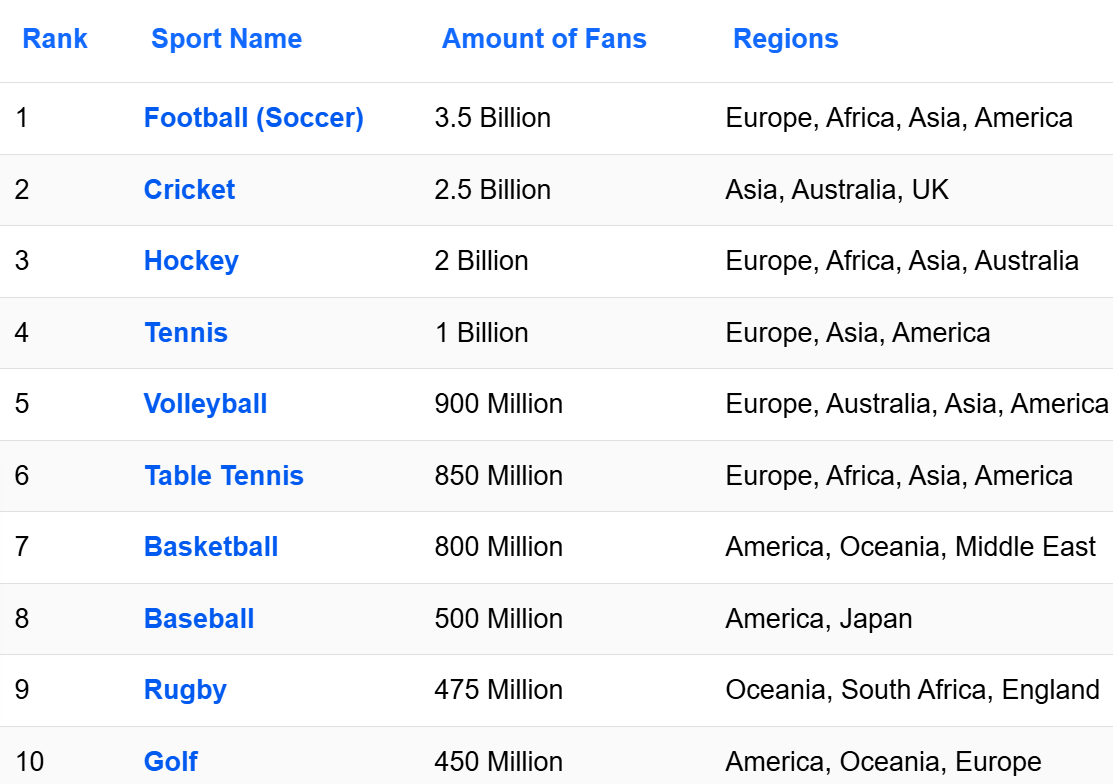 Rank Sport Name Amount of Fans Regions
1 Football (Soccer) 3.5 Billion Europe, Africa, Asia, America
2 Cricket 2.5 Billion Asia, Australia, UK
3 Hockey 2 Billion Europe, Africa, Asia, Australia
4 Tennis 1 Billion Europe, Asia, America
5 Volleyball 900 Million Europe, Australia, Asia, America
6 Table Tennis 850 Million Europe, Africa, Asia, America
7 Basketball 800 Million America, Oceania, Middle East
8 Baseball 500 Million America, Japan
9 Rugby 475 Million Oceania, South Africa, England
10 Golf 450 Million America, Oceania, Europe